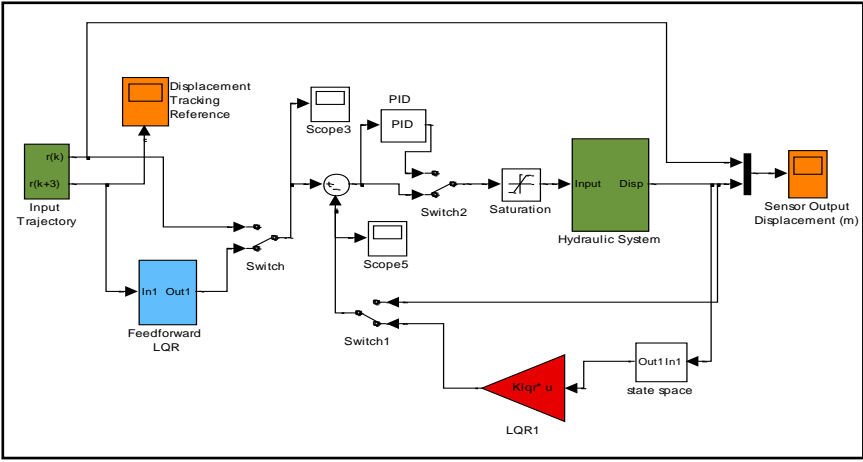 Displacement
Tracking
Reference
Scope3
PID
PID
r(k)
r(k+3)
Input
Trajectory
Input
Disp
Sensor Output
Displacement (m)
Switch2
Saturation
Hydraulic System
Switch
Scope5
In1
Out1
Feedforward
LQR
Switch1
Out1
In1
state space
Klqr* u
LQR1